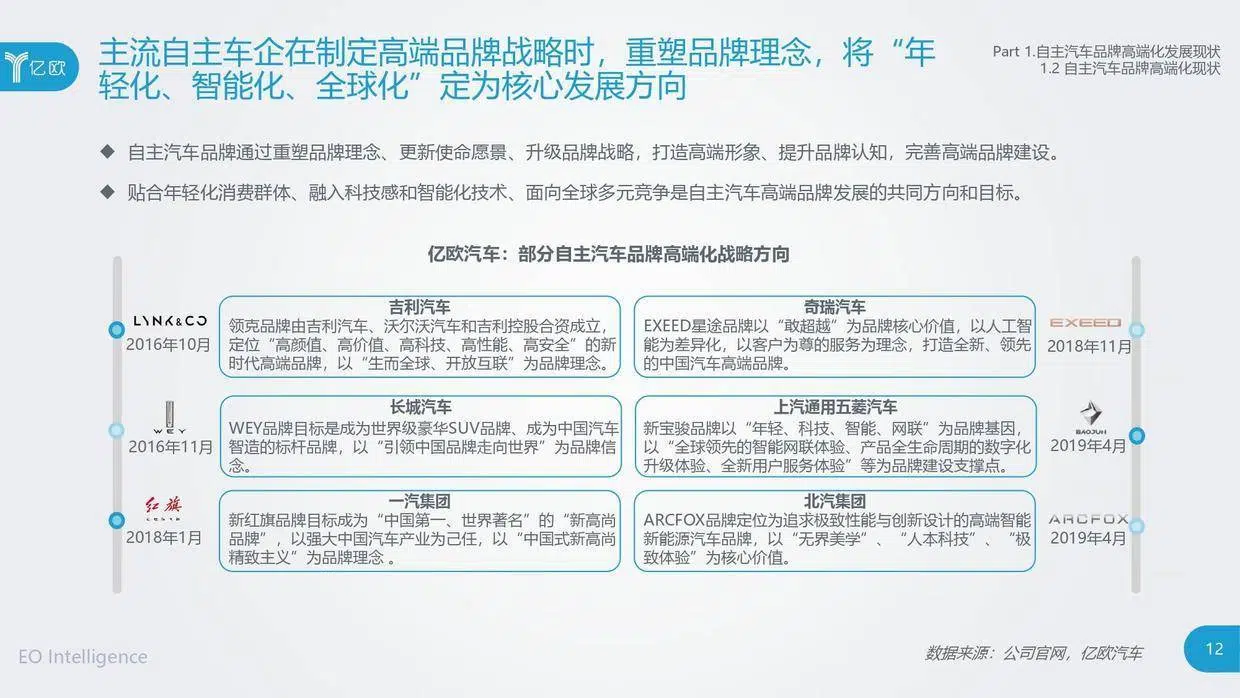 亿欧
主流自主车企在制定高端品牌战略时，重塑品牌理念，将“年
轻化、智能化、全球化”定为核心发展方向
Part 1.自主汽车品牌高端化发展现状
1.2 自主汽车品牌高端化现状
◆ 自主汽车品牌通过重塑品牌理念、更新使命愿景、升级品牌战略，打造高端形象、提升品牌认知，完善高端品牌建设。
◆ 贴合年轻化消费群体、融入科技感和智能化技术、面向全球多元竞争是自主汽车高端品牌发展的共同方向和目标。
亿欧汽车：部分自主汽车品牌高端化战略方向
LYNK&CO
2016年10月
吉利汽车
领克品牌由吉利汽车、沃尔沃汽车和吉利控股合资成立，
定位“高颜值、高价值、高科技、高性能、高安全”的新
时代高端品牌，以“生而全球、开放互联”为品牌理念。
WEY
2016年11月
长城汽车
WEY品牌目标是成为世界级豪华SUV品牌、成为中国汽车
智造的标杆品牌，以“引领中国品牌走向世界”为品牌信
念。
红旗
2018年1月
一汽集团
新红旗品牌目标成为“中国第一、世界著名”的“新高尚
品牌”，以强大中国汽车产业为己任，以“中国式新高尚
精致主义”为品牌理念 。
奇瑞汽车
EXEED星途品牌以“敢超越”为品牌核心价值，以人工智
能为差异化，以客户为尊的服务为理念，打造全新、领先
的中国汽车高端品牌。
EXEED
2018年11月
上汽通用五菱汽车
新宝骏品牌以“年轻、科技、智能、网联”为品牌基因，
以“全球领先的智能网联体验、产品全生命周期的数字化
升级体验、全新用户服务体验”等为品牌建设支撑点。
BAOJUN
2019年4月
北汽集团
ARCFOX品牌定位为追求极致性能与创新设计的高端智能
新能源汽车品牌，以“无界美学”、“人本科技”、“极
致体验”为核心价值。
ARCFOX
2019年4月
EO Intelligence
数据来源：公司官网，亿欧汽车
12